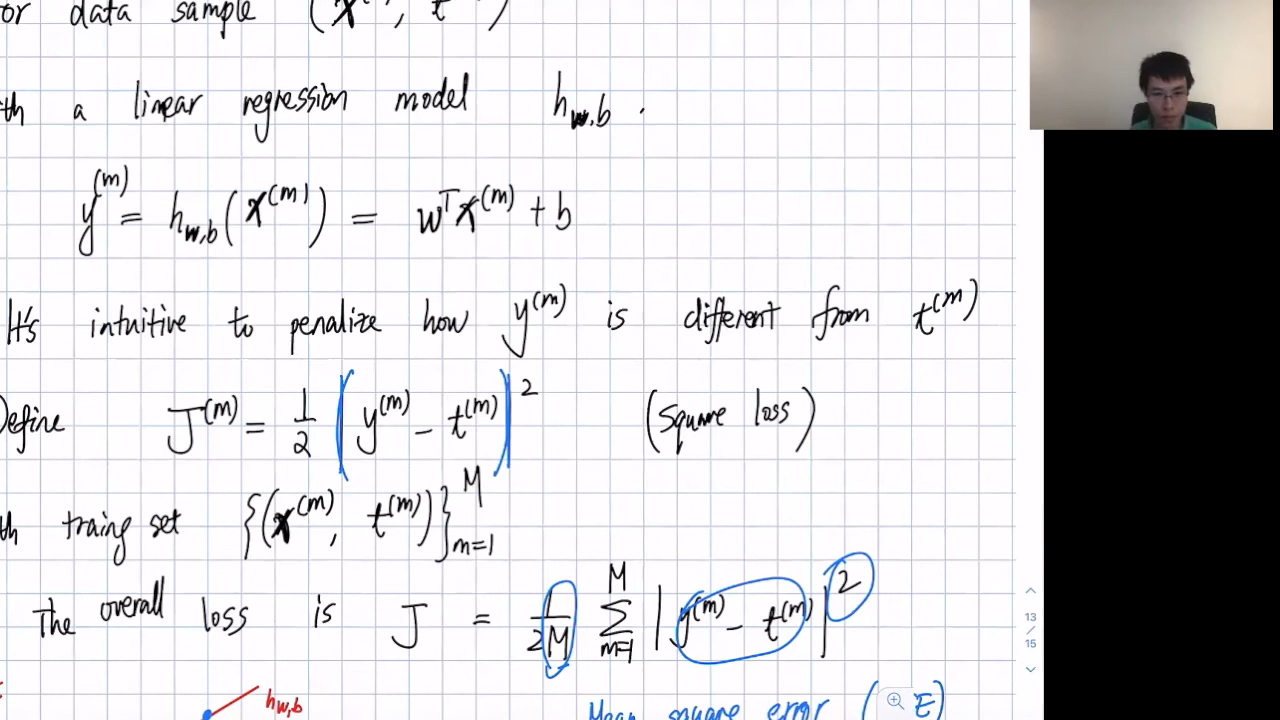 or data sample (x^(m), t^(m))
th a linear regression model h_{w,b} .
y^(m) = h_{w,b}(x^(m)) = w^T x^(m) + b
It's intuitive to penalize how y^(m) is different from t^(m)
Define J^(m) = 1/2 (y^(m) - t^(m))^2 (square loss)
th traing set {(x^(m), t^(m))}_{m=1}^M
The overall loss is J = 1/2M Σ_{m=1}^M |y^(m) - t^(m)|^2
h_{w,b}
Mean square error ( E)
13
/
15